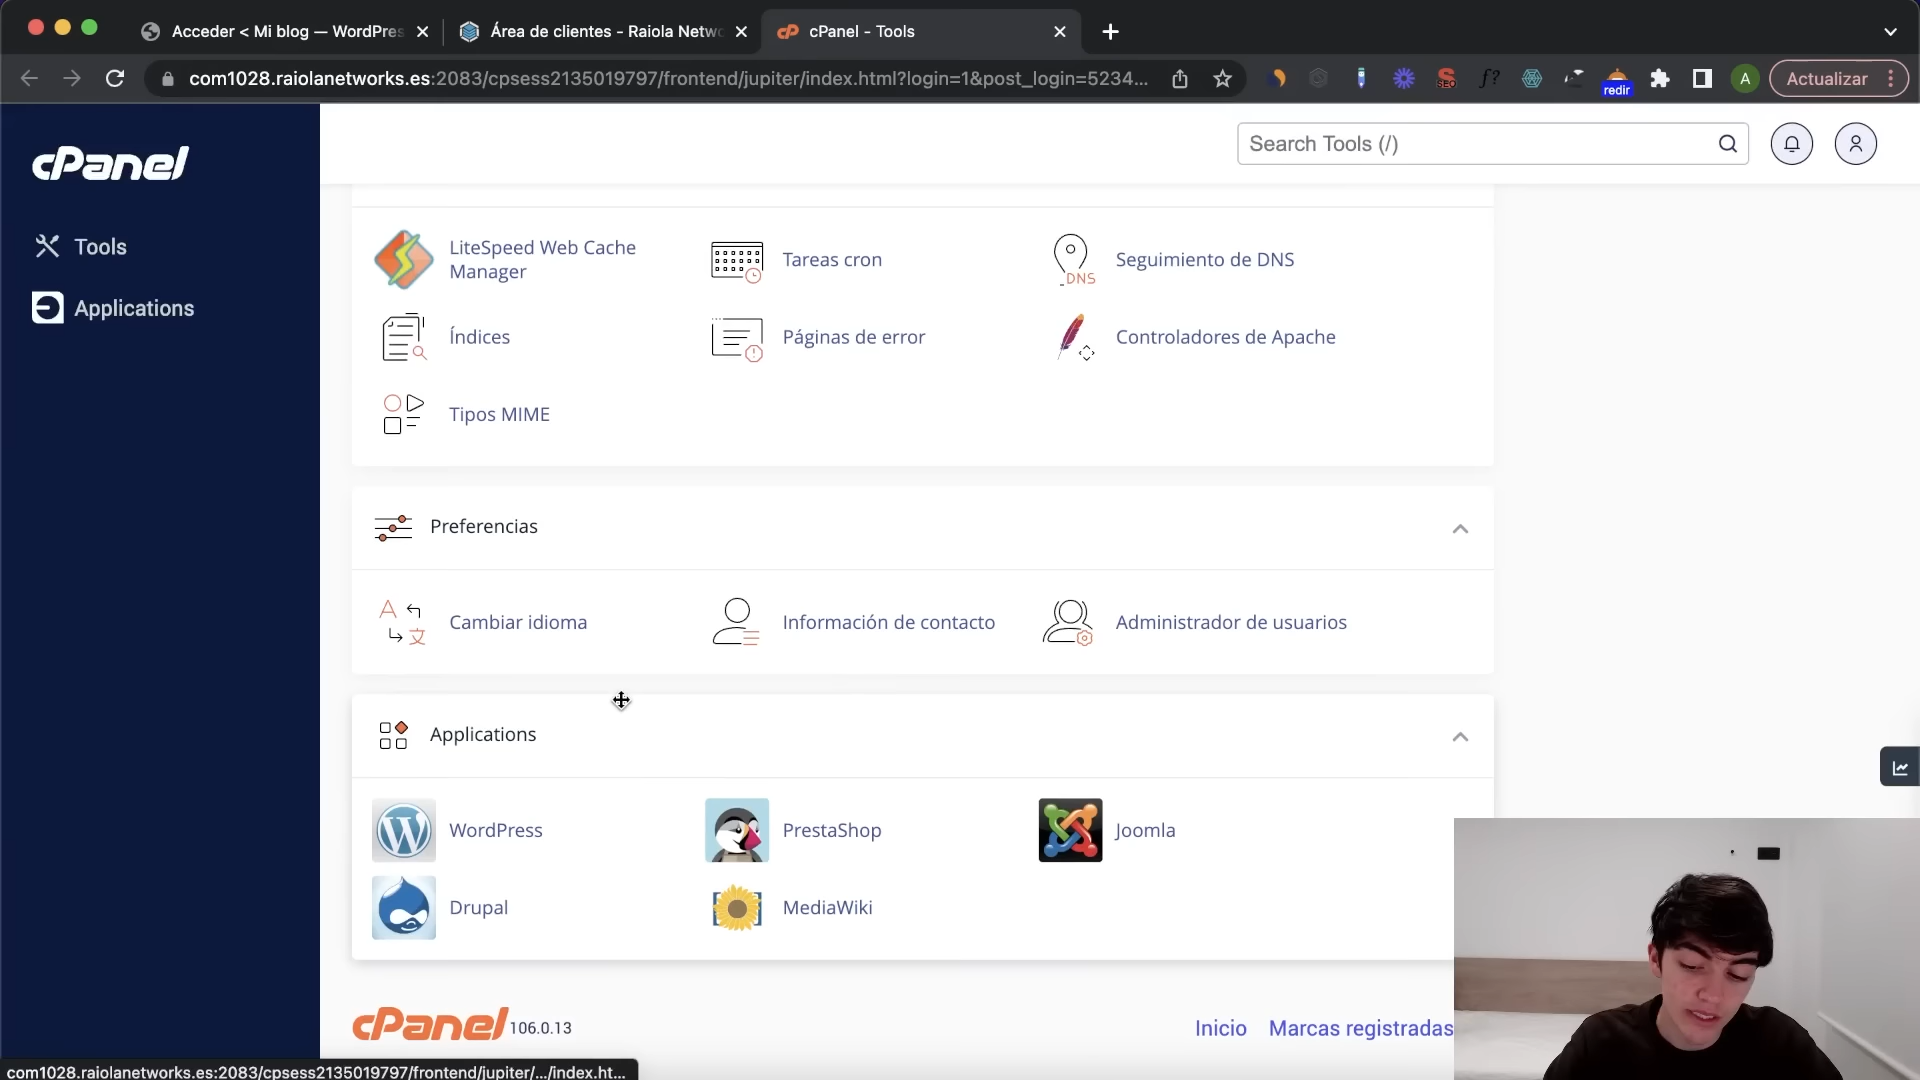 Acceder < Mi blog — WordPres
Área de clientes - Raiola Netwo
cPanel - Tools
com1028.raiolanetworks.es:2083/cpsess2135019797/frontend/jupiter/index.html?login=1&post_login=5234...
SEO
f?
redir
A
Actualizar
cPanel
Search Tools (/)
Tools
Applications
LiteSpeed Web Cache
Manager
Tareas cron
DNS
Seguimiento de DNS
Índices
Páginas de error
Controladores de Apache
Tipos MIME
Preferencias
A
文
Cambiar idioma
Información de contacto
Administrador de usuarios
Applications
WordPress
PrestaShop
Joomla
Drupal
MediaWiki
cPanel 106.0.13
Inicio
Marcas registradas
com1028.raiolanetworks.es:2083/cpsess2135019797/frontend/jupiter/.../index.ht...